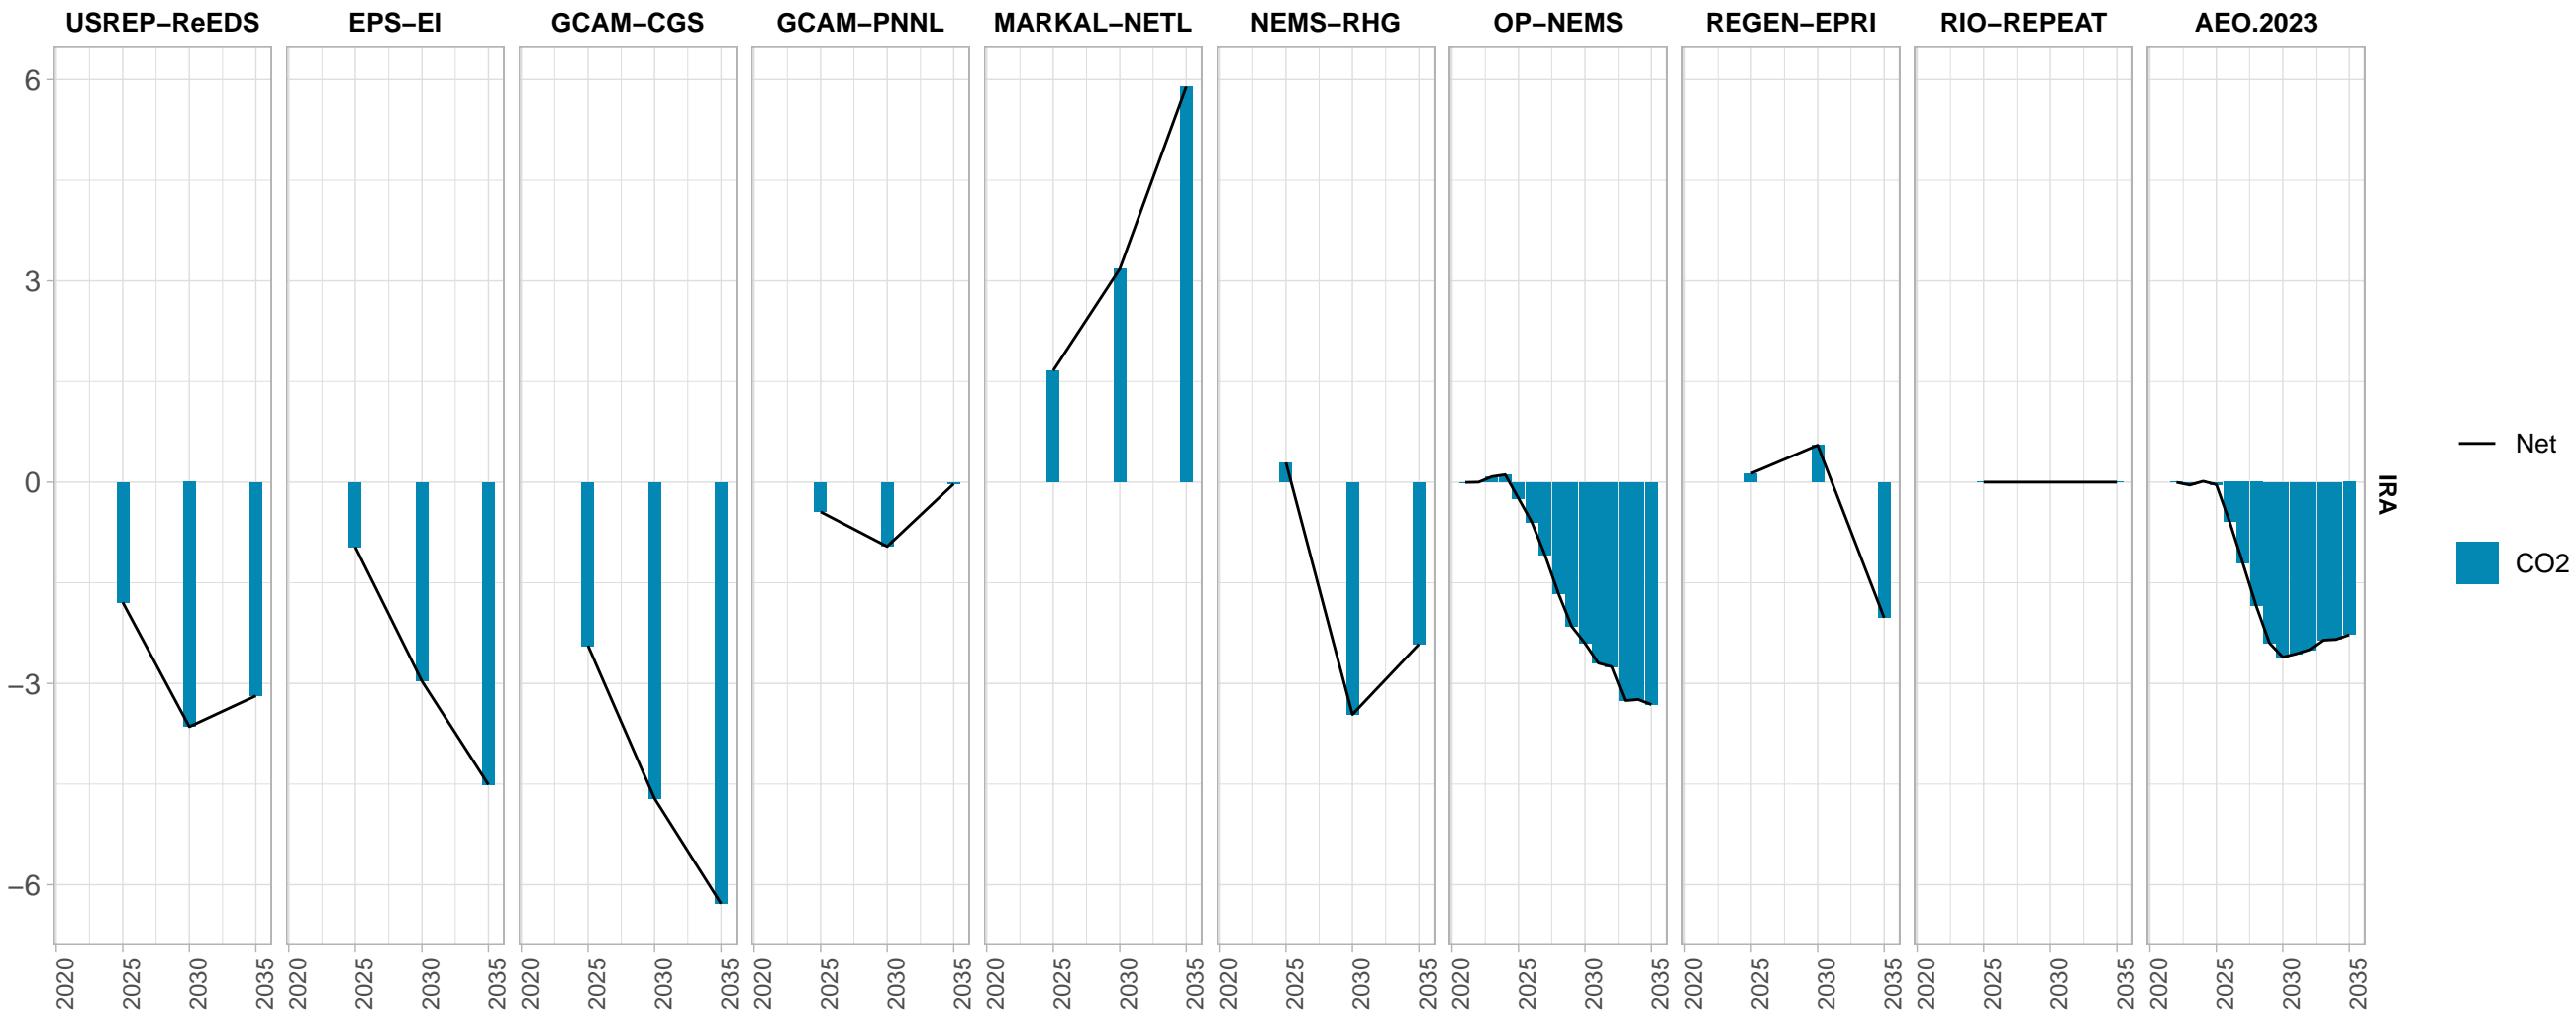 USREP–ReEDS EPS–EI GCAM–CGS GCAM–PNNL MARKAL–NETL NEMS–RHG OP–NEMS REGEN–EPRI RIO–REPEAT AEO.2023
6
3
0
−3
−6
IRA
Net
CO2
2020 2025 2030 2035 2020 2025 2030 2035 2020 2025 2030 2035 2020 2025 2030 2035 2020 2025 2030 2035 2020 2025 2030 2035 2020 2025 2030 2035 2020 2025 2030 2035 2020 2025 2030 2035 2020 2025 2030 2035